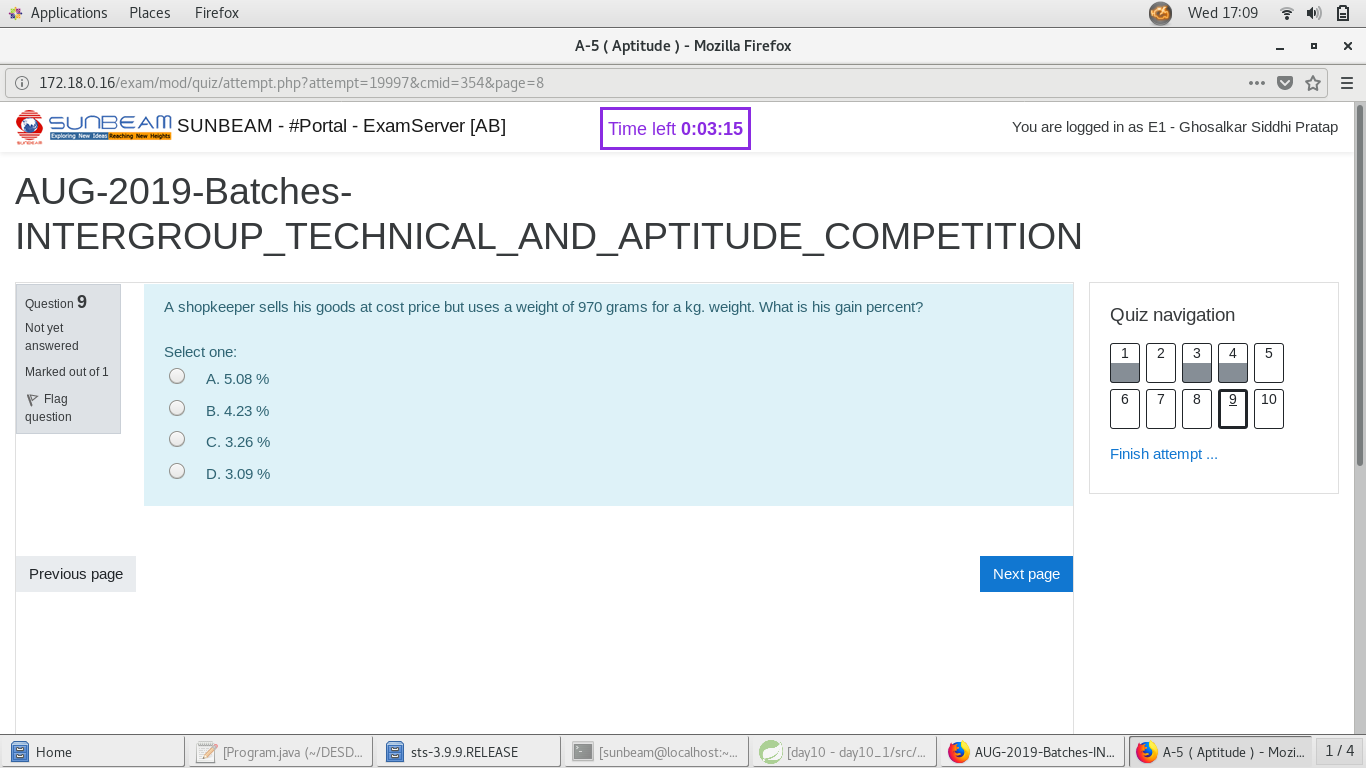 Applications Places Firefox Wed 17:09
A-5 ( Aptitude ) - Mozilla Firefox
172.18.0.16/exam/mod/quiz/attempt.php?attempt=19997&cmid=354&page=8
SUNBEAM
Exploring New Ideas Reaching New Heights
SUNBEAM
SUNBEAM - #Portal - ExamServer [AB]
Time left 0:03:15
You are logged in as E1 - Ghosalkar Siddhi Pratap
AUG-2019-Batches-
INTERGROUP_TECHNICAL_AND_APTITUDE_COMPETITION
Question 9
Not yet
answered
Marked out of 1
Flag
question
A shopkeeper sells his goods at cost price but uses a weight of 970 grams for a kg. weight. What is his gain percent?
Select one:
A. 5.08 %
B. 4.23 %
C. 3.26 %
D. 3.09 %
Previous page
Next page
Quiz navigation
1 2 3 4 5
6 7 8 9 10
Finish attempt ...
Home [Program.java (~/DESD... sts-3.9.9.RELEASE [sunbeam@localhost:~... [day10 - day10_1/src/... AUG-2019-Batches-IN... A-5 ( Aptitude ) - Mozi... 1 / 4